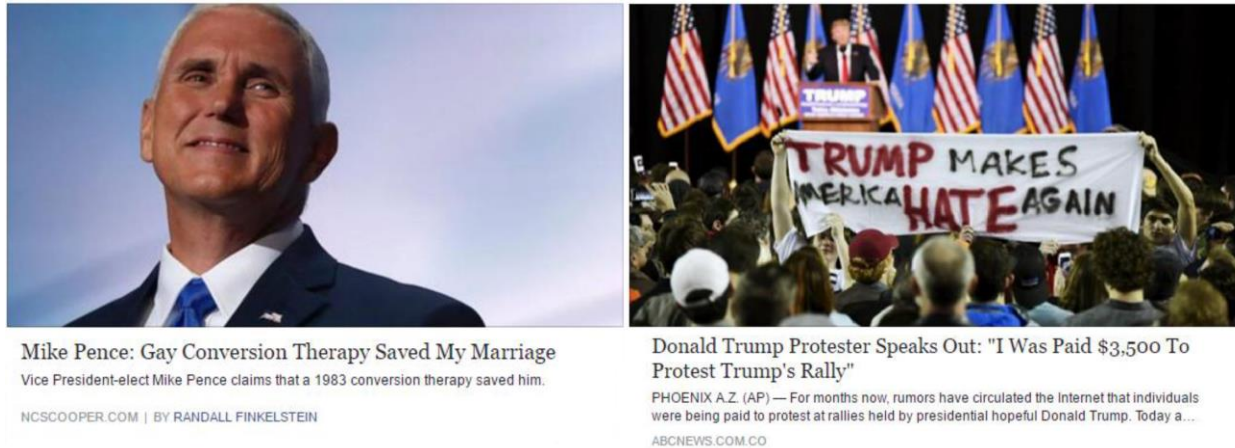 TRUMP
TRUMP MAKES
AMERICA HATE AGAIN
Mike Pence: Gay Conversion Therapy Saved My Marriage
Vice President-elect Mike Pence claims that a 1983 conversion therapy saved him.
NCSCOOPER.COM | BY RANDALL FINKELSTEIN
Donald Trump Protester Speaks Out: "I Was Paid $3,500 To
Protest Trump's Rally"
PHOENIX A.Z. (AP) — For months now, rumors have circulated the Internet that individuals
were being paid to protest at rallies held by presidential hopeful Donald Trump. Today a...
ABCNEWS.COM.CO